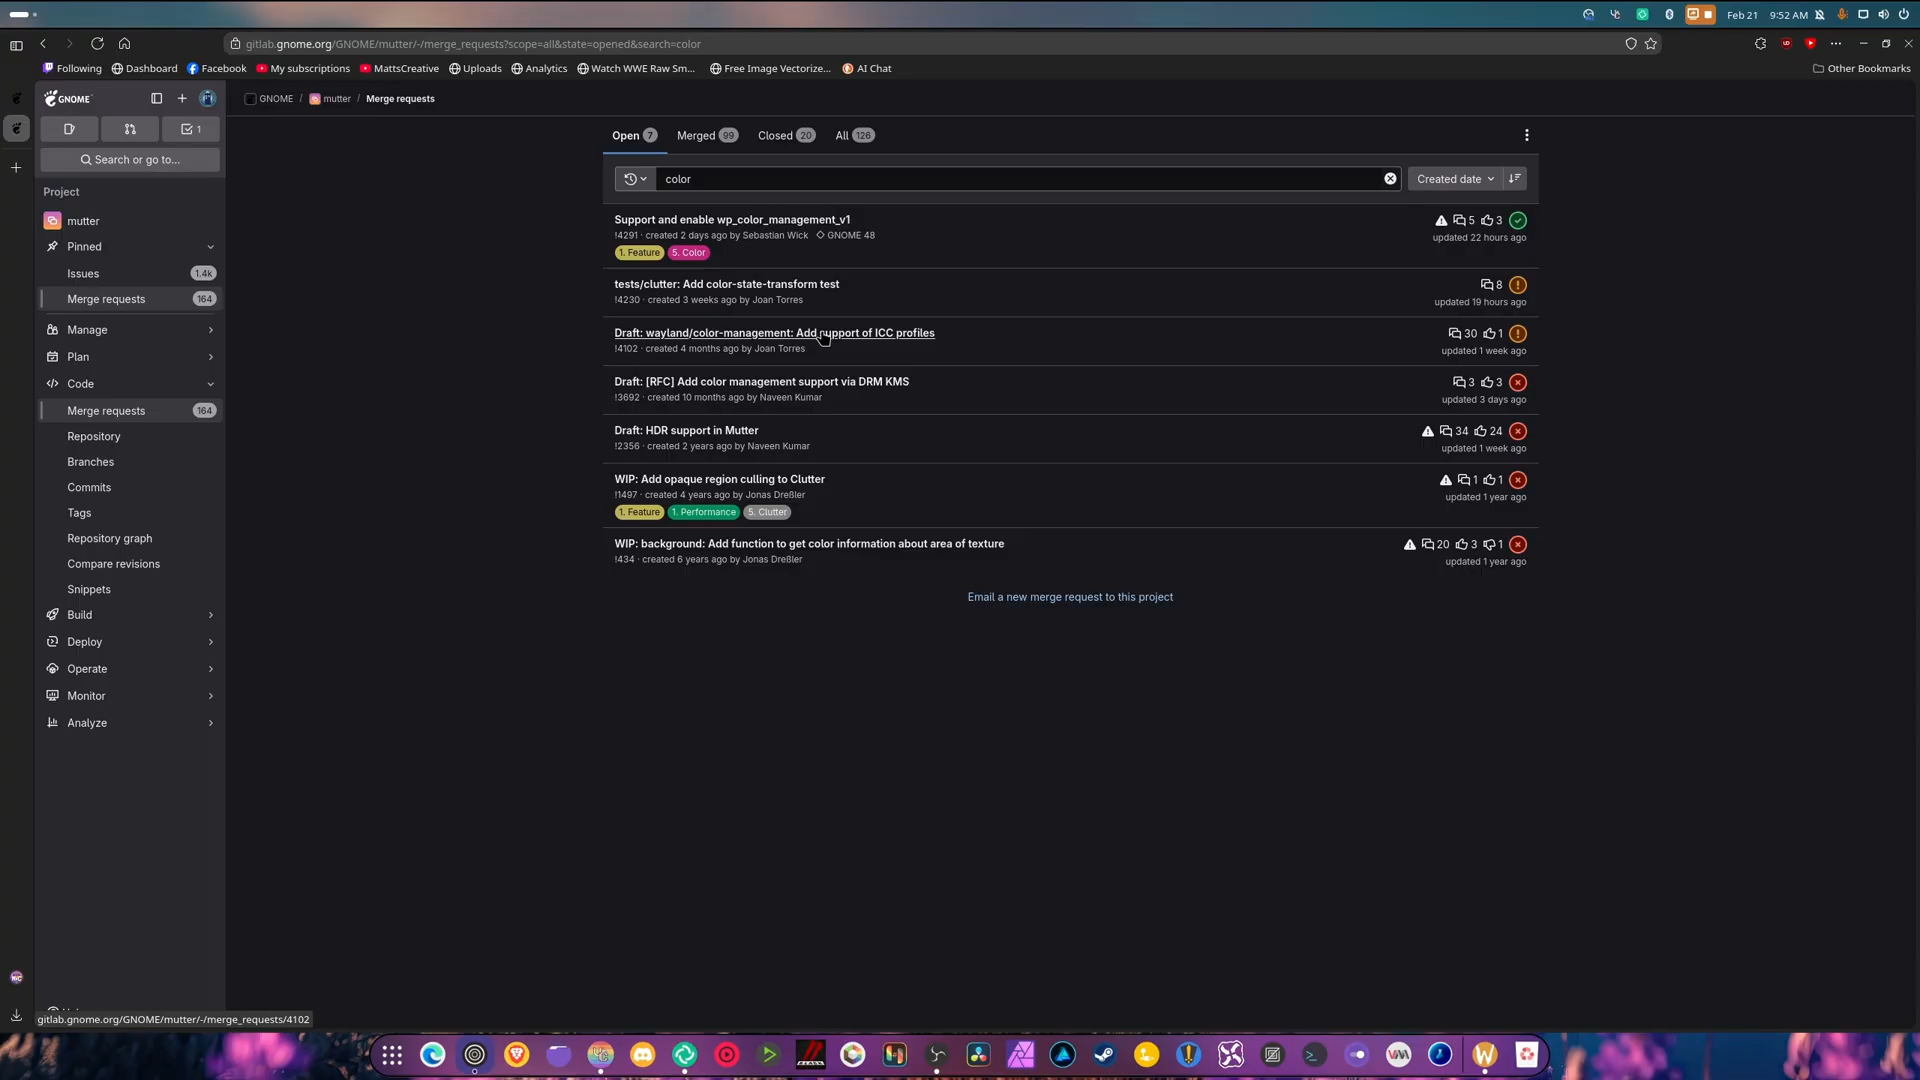 Feb 21 9:52 AM
gitlab.gnome.org/GNOME/mutter/-/merge_requests?scope=all&state=opened&search=color
Following Dashboard Facebook My subscriptions MattsCreative Uploads Analytics Watch WWE Raw Sm... Free Image Vectorize... AI Chat Other Bookmarks
GNOME
GNOME / mutter / Merge requests
1
Search or go to...
Project
mutter
Pinned
Issues 1.4k
Merge requests 164
Manage
Plan
Code
Merge requests 164
Repository
Branches
Commits
Tags
Repository graph
Compare revisions
Snippets
Build
Deploy
Operate
Monitor
Analyze
Open 7 Merged 99 Closed 20 All 126
color
Created date
Support and enable wp_color_management_v1
5 3
!4291 · created 2 days ago by Sebastian Wick GNOME 48
updated 22 hours ago
1. Feature 5. Color
tests/clutter: Add color-state-transform test
8
!4230 · created 3 weeks ago by Joan Torres
updated 19 hours ago
Draft: wayland/color-management: Add support of ICC profiles
30 1
!4102 · created 4 months ago by Joan Torres
updated 1 week ago
Draft: [RFC] Add color management support via DRM KMS
3 3
!3692 · created 10 months ago by Naveen Kumar
updated 3 days ago
Draft: HDR support in Mutter
34 24
!2356 · created 2 years ago by Naveen Kumar
updated 1 week ago
WIP: Add opaque region culling to Clutter
1 1
!1497 · created 4 years ago by Jonas Dreßler
updated 1 year ago
1. Feature 1. Performance 5. Clutter
WIP: background: Add function to get color information about area of texture
20 3 1
!434 · created 6 years ago by Jonas Dreßler
updated 1 year ago
Email a new merge request to this project
gitlab.gnome.org/GNOME/mutter/-/merge_requests/4102